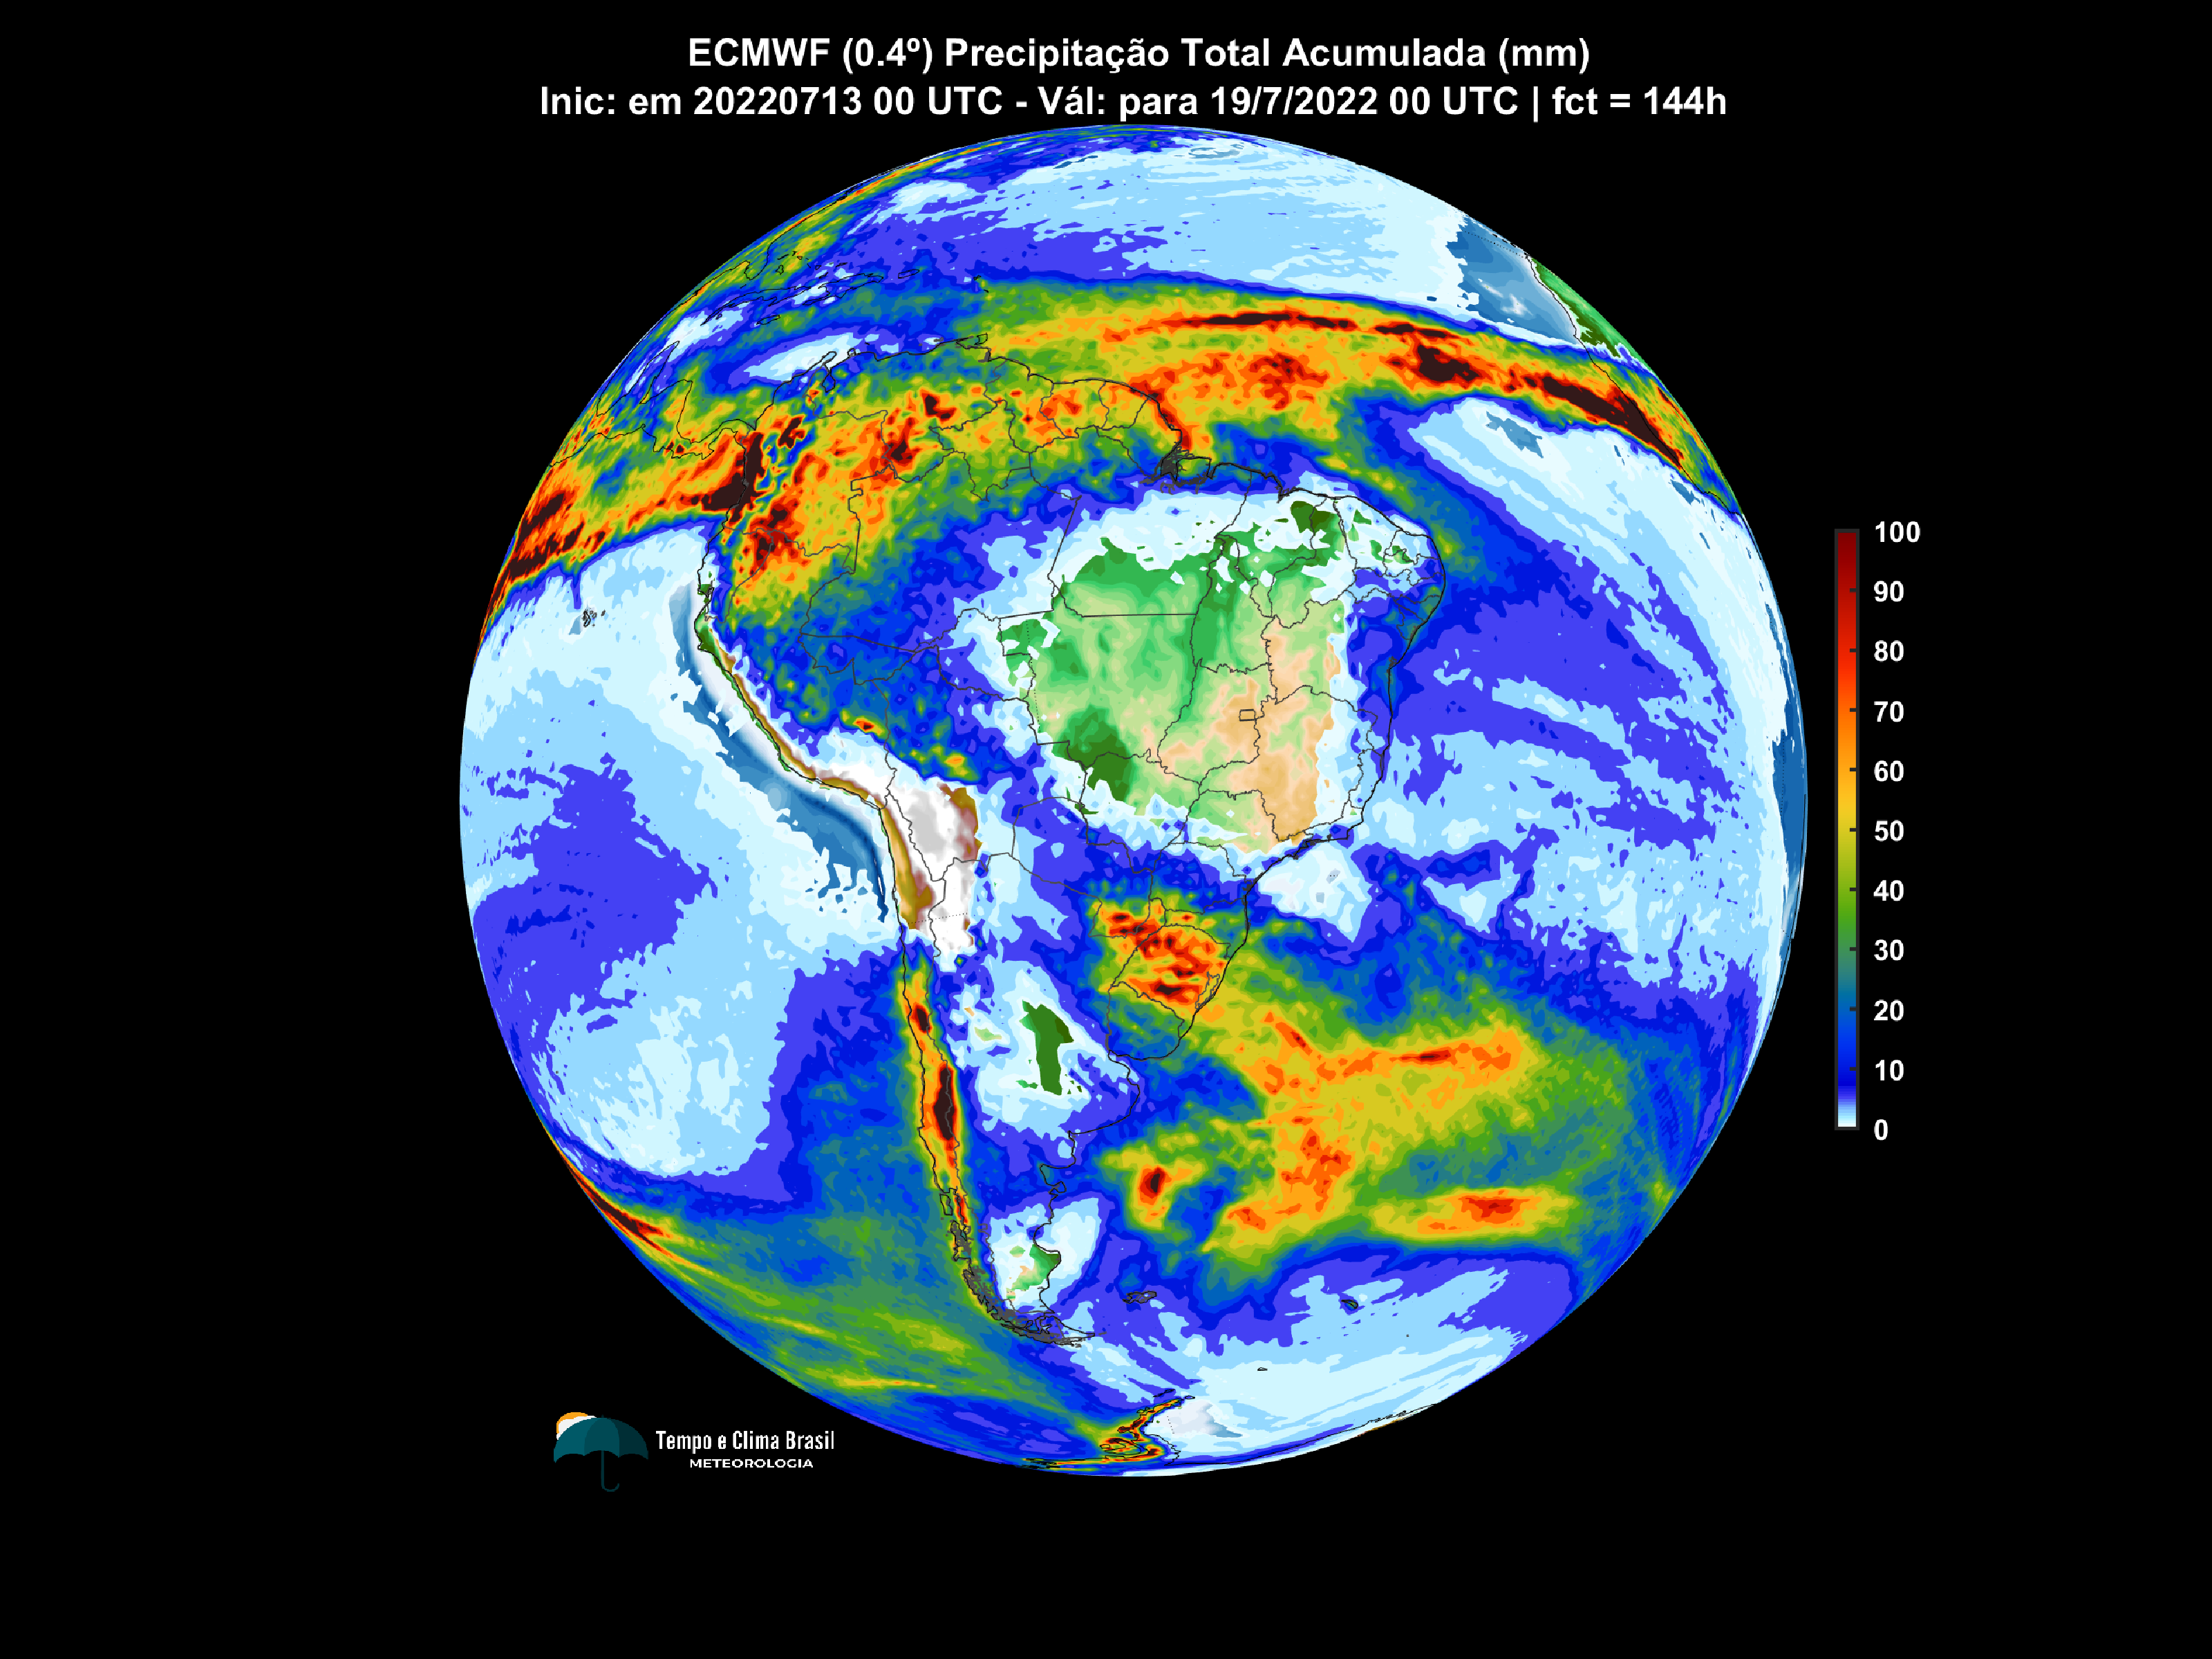 ECMWF (0.4º) Precipitação Total Acumulada (mm)
Inic: em 20220713 00 UTC - Vál: para 19/7/2022 00 UTC | fct = 144h
100
90
80
70
60
50
40
30
20
10
0
Tempo e Clima Brasil
METEOROLOGIA